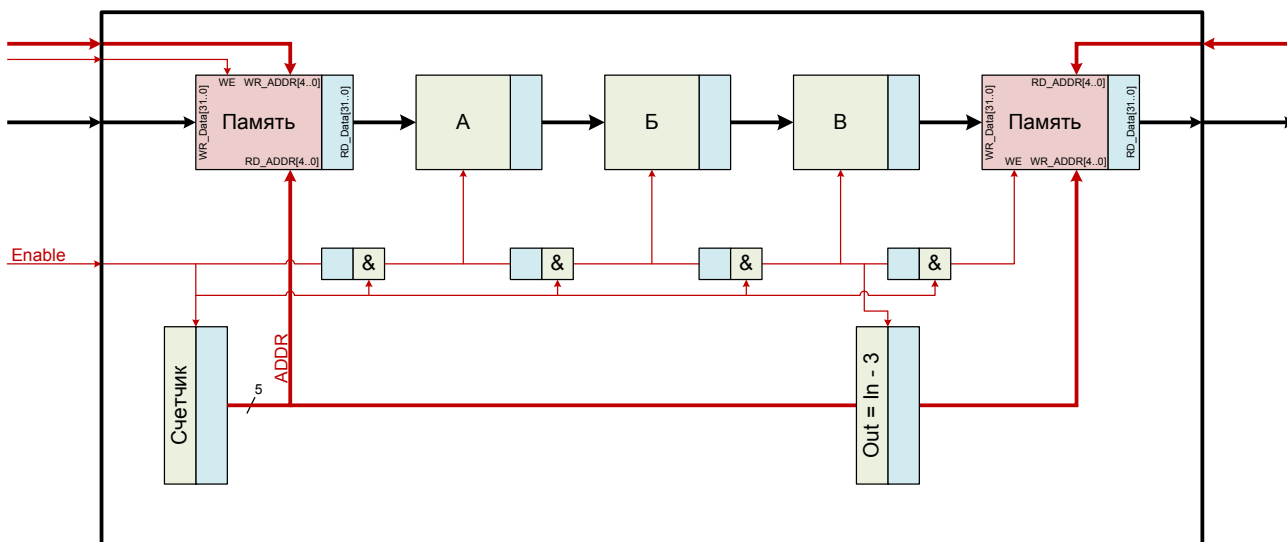 WE WR_ADDR[4..0]
WR_Data[31..0]
Память
RD_Data[31..0]
RD_ADDR[4..0]
А
Б
В
RD_ADDR[4..0]
WR_Data[31..0]
Память
RD_Data[31..0]
WE WR_ADDR[4..0]
Enable
&
&
&
&
Счетчик
5
ADDR
Out = In - 3